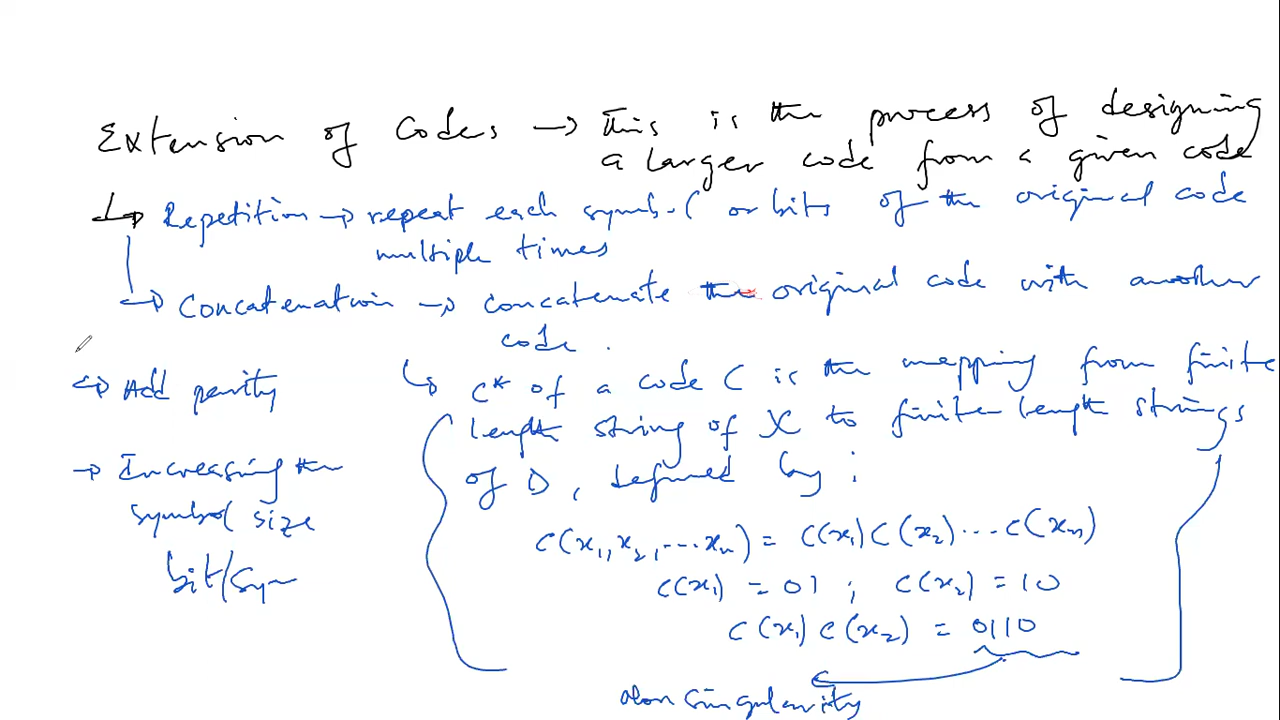 Extension of Codes → This is the process of designing
a larger code from a given code
↳ Repetition → repeat each symbol or bits of the original code
multiple times
↳ Concatenation → concatenate the original code with another
code.
↳ Add parity
↳ C* of a code C is the mapping from finite
length string of X to finite length strings
of D, defined by ;
→ Increasing the
symbol size
bit/sym
C(x1, x2, ... xn) = C(x1) C(x2) ... C(xn)
C(x1) = 01 ; C(x2) = 10
C(x1) C(x2) = 0110
Non singularity